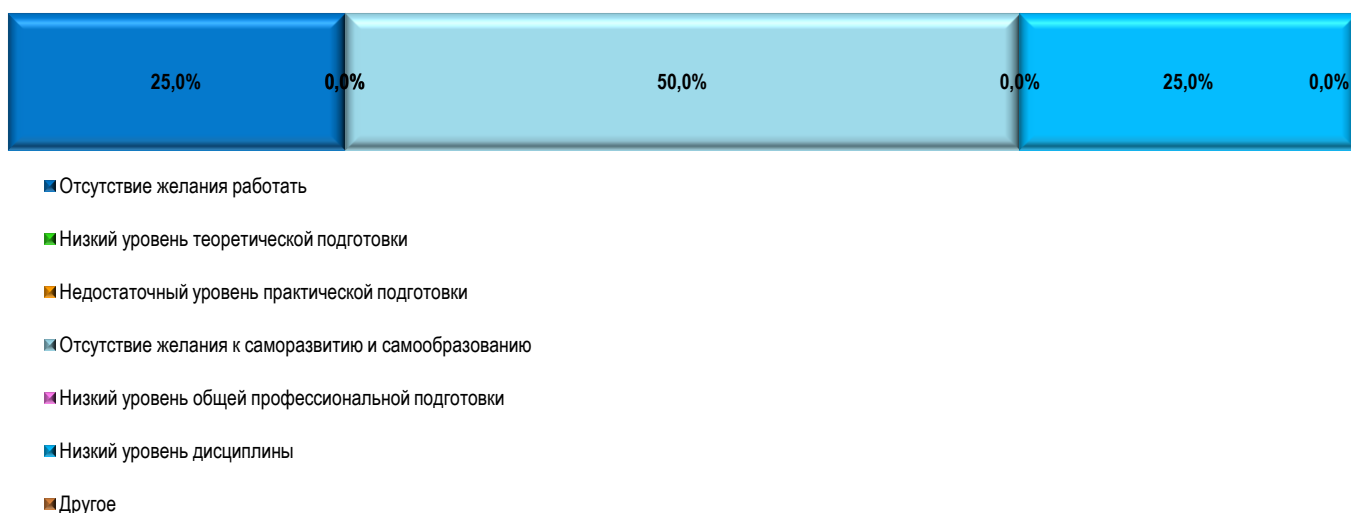 25,0% 0,0% 50,0% 0,0% 25,0% 0,0%
Отсутствие желания работать
Низкий уровень теоретической подготовки
Недостаточный уровень практической подготовки
Отсутствие желания к саморазвитию и самообразованию
Низкий уровень общей профессиональной подготовки
Низкий уровень дисциплины
Другое